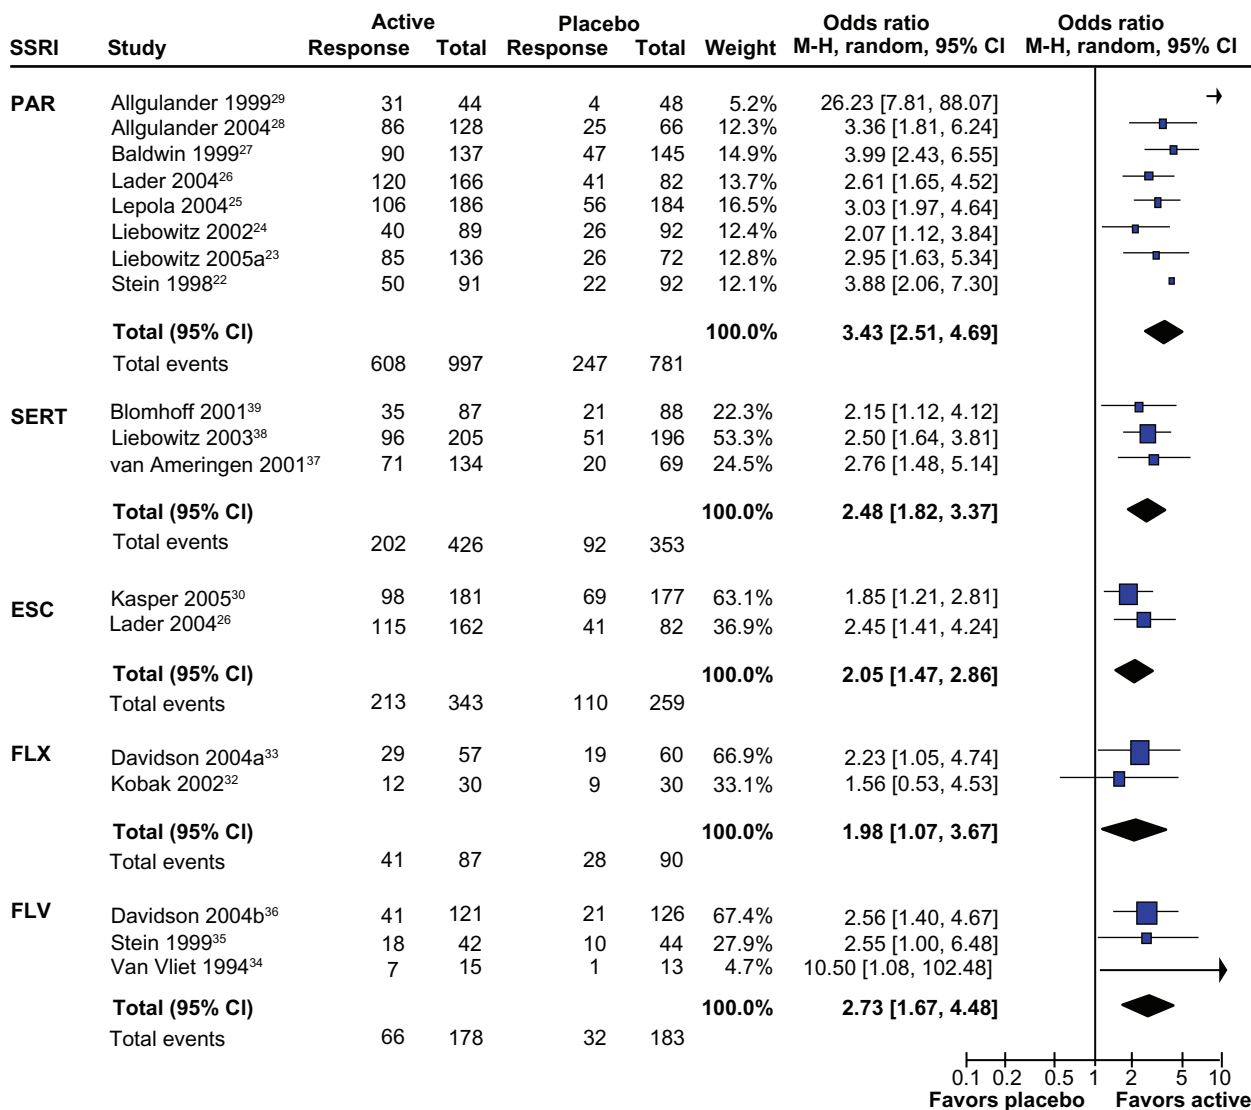 Active Placebo Odds ratio Odds ratio
SSRI Study Response Total Response Total Weight M-H, random, 95% CI M-H, random, 95% CI
PAR Allgulander 1999²⁹ 31 44 4 48 5.2% 26.23 [7.81, 88.07]
Allgulander 2004²⁸ 86 128 25 66 12.3% 3.36 [1.81, 6.24]
Baldwin 1999²⁷ 90 137 47 145 14.9% 3.99 [2.43, 6.55]
Lader 2004²⁶ 120 166 41 82 13.7% 2.61 [1.65, 4.52]
Lepola 2004²⁵ 106 186 56 184 16.5% 3.03 [1.97, 4.64]
Liebowitz 2002²⁴ 40 89 26 92 12.4% 2.07 [1.12, 3.84]
Liebowitz 2005a²³ 85 136 26 72 12.8% 2.95 [1.63, 5.34]
Stein 1998²² 50 91 22 92 12.1% 3.88 [2.06, 7.30]
Total (95% CI) 100.0% 3.43 [2.51, 4.69]
Total events 608 997 247 781
SERT Blomhoff 2001³⁹ 35 87 21 88 22.3% 2.15 [1.12, 4.12]
Liebowitz 2003³⁸ 96 205 51 196 53.3% 2.50 [1.64, 3.81]
van Ameringen 2001³⁷ 71 134 20 69 24.5% 2.76 [1.48, 5.14]
Total (95% CI) 100.0% 2.48 [1.82, 3.37]
Total events 202 426 92 353
ESC Kasper 2005³⁰ 98 181 69 177 63.1% 1.85 [1.21, 2.81]
Lader 2004²⁶ 115 162 41 82 36.9% 2.45 [1.41, 4.24]
Total (95% CI) 100.0% 2.05 [1.47, 2.86]
Total events 213 343 110 259
FLX Davidson 2004a³³ 29 57 19 60 66.9% 2.23 [1.05, 4.74]
Kobak 2002³² 12 30 9 30 33.1% 1.56 [0.53, 4.53]
Total (95% CI) 100.0% 1.98 [1.07, 3.67]
Total events 41 87 28 90
FLV Davidson 2004b³⁶ 41 121 21 126 67.4% 2.56 [1.40, 4.67]
Stein 1999³⁵ 18 42 10 44 27.9% 2.55 [1.00, 6.48]
Van Vliet 1994³⁴ 7 15 1 13 4.7% 10.50 [1.08, 102.48]
Total (95% CI) 100.0% 2.73 [1.67, 4.48]
Total events 66 178 32 183
0.1 0.2 0.5 1 2 5 10
Favors placebo Favors active